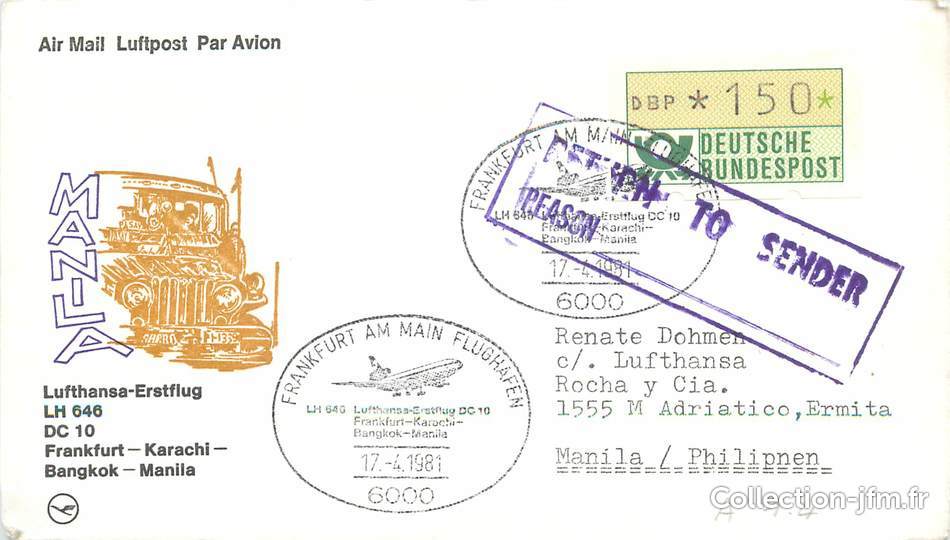 Air Mail Luftpost Par Avion
DBP * 150*
DEUTSCHE
BUNDESPOST
FRANKFURT AM MAIN FLUGHAFEN
LH 646 Lufthansa-Erstflug DC 10
Frankfurt-Karachi-
Bangkok-Manila
17.-4.1981
6000
RETURN TO SENDER
REASON
MANILA
Lufthansa-Erstflug
LH 646
DC 10
Frankfurt – Karachi –
Bangkok – Manila
FRANKFURT AM MAIN FLUGHAFEN
LH 646 Lufthansa-Erstflug DC 10
Frankfurt-Karachi-
Bangkok-Manila
17.-4.1981
6000
Renate Dohmen
c/. Lufthansa
Rocha y Cia.
1555 M Adriatico,Ermita
Manila / Philipnen
Collection-jfm.fr